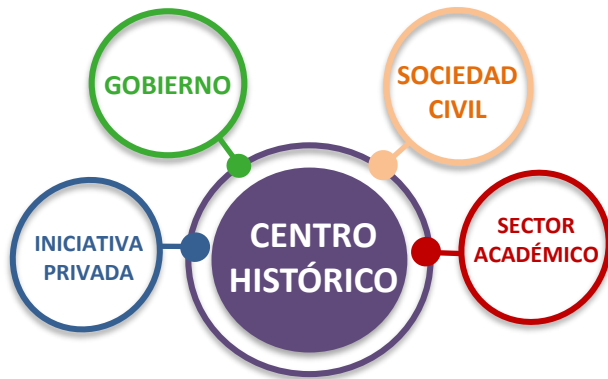 GOBIERNO
SOCIEDAD
CIVIL
INICIATIVA
PRIVADA
CENTRO
HISTÓRICO
SECTOR
ACADÉMICO